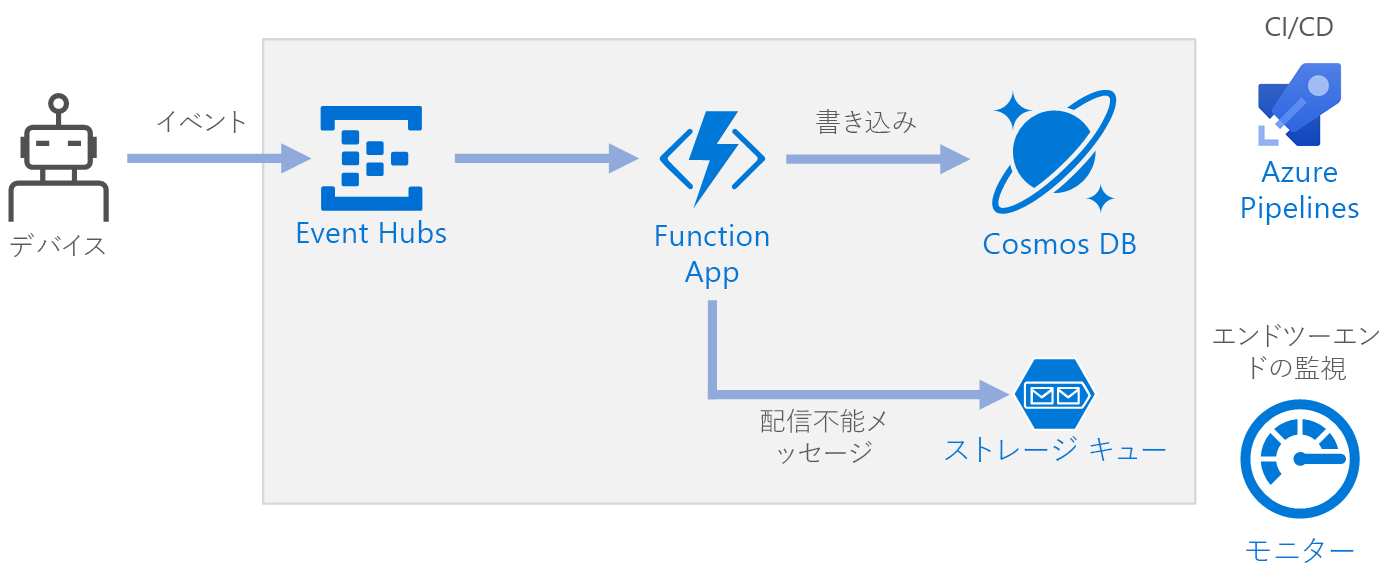 CI/CD
Azure
Pipelines
イベント
書き込み
デバイス
Event Hubs
Function
App
Cosmos DB
配信不能メ
ッセージ
ストレージ キュー
エンドツーエン
ドの監視
モニター